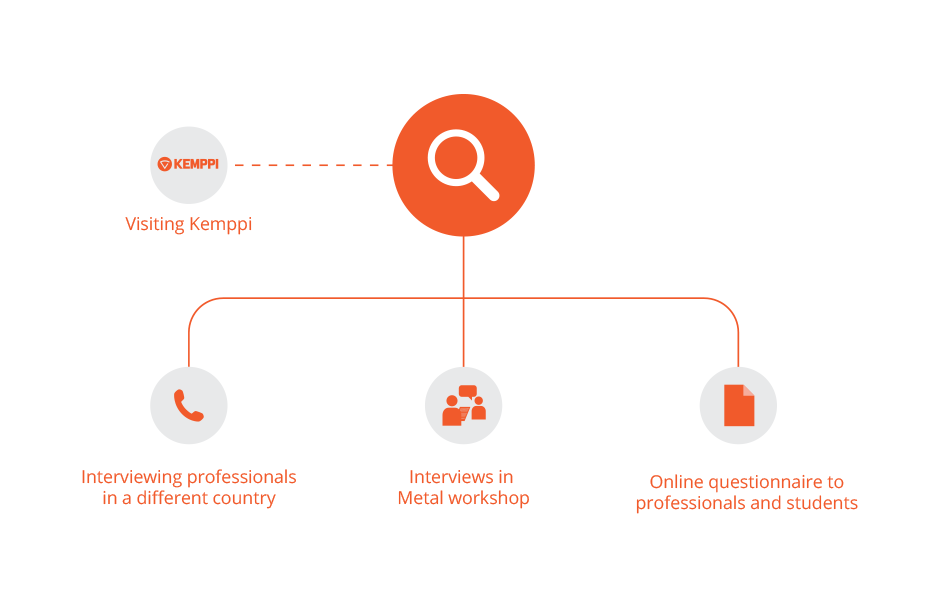 KEMPPI
Visiting Kemppi
Interviewing professionals
in a different country
Interviews in
Metal workshop
Online questionnaire to
professionals and students